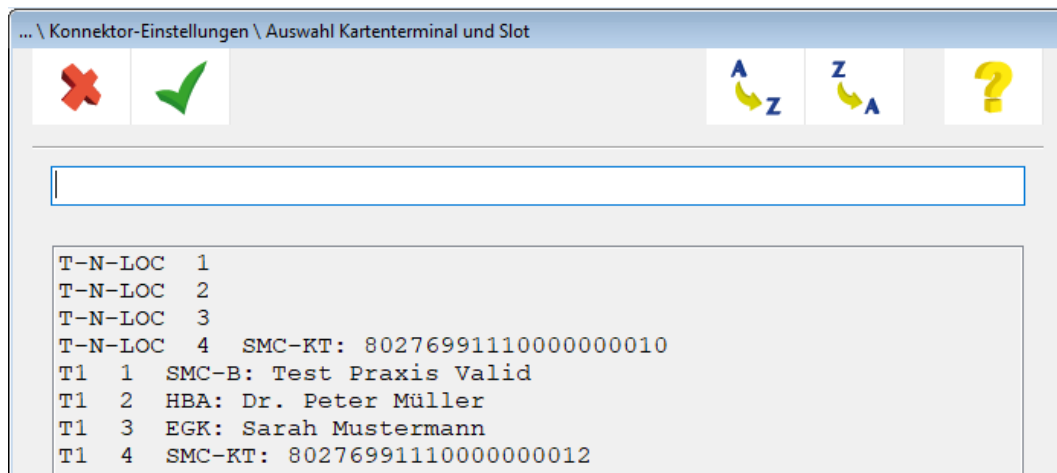 ... \ Konnektor-Einstellungen \ Auswahl Kartenterminal und Slot
A Z Z A ?
T-N-LOC 1
T-N-LOC 2
T-N-LOC 3
T-N-LOC 4 SMC-KT: 80276991110000000010
T1 1 SMC-B: Test Praxis Valid
T1 2 HBA: Dr. Peter Müller
T1 3 EGK: Sarah Mustermann
T1 4 SMC-KT: 80276991110000000012